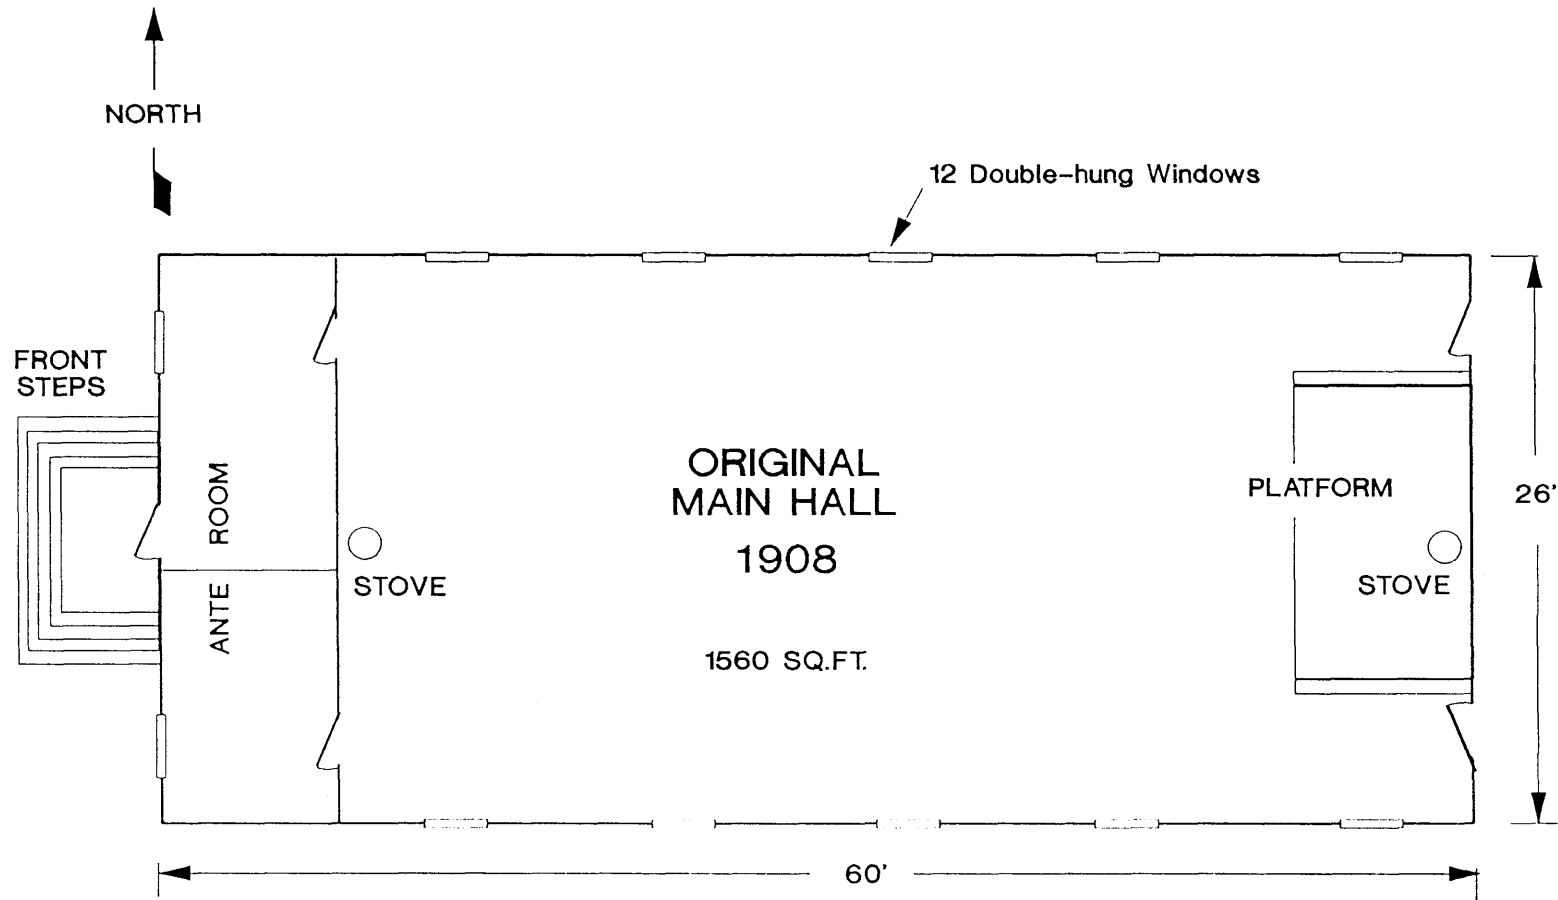 NORTH
12 Double-hung Windows
FRONT
STEPS
ANTE ROOM
ORIGINAL
MAIN HALL
1908
1560 SQ.FT.
STOVE
PLATFORM
STOVE
26'
60'